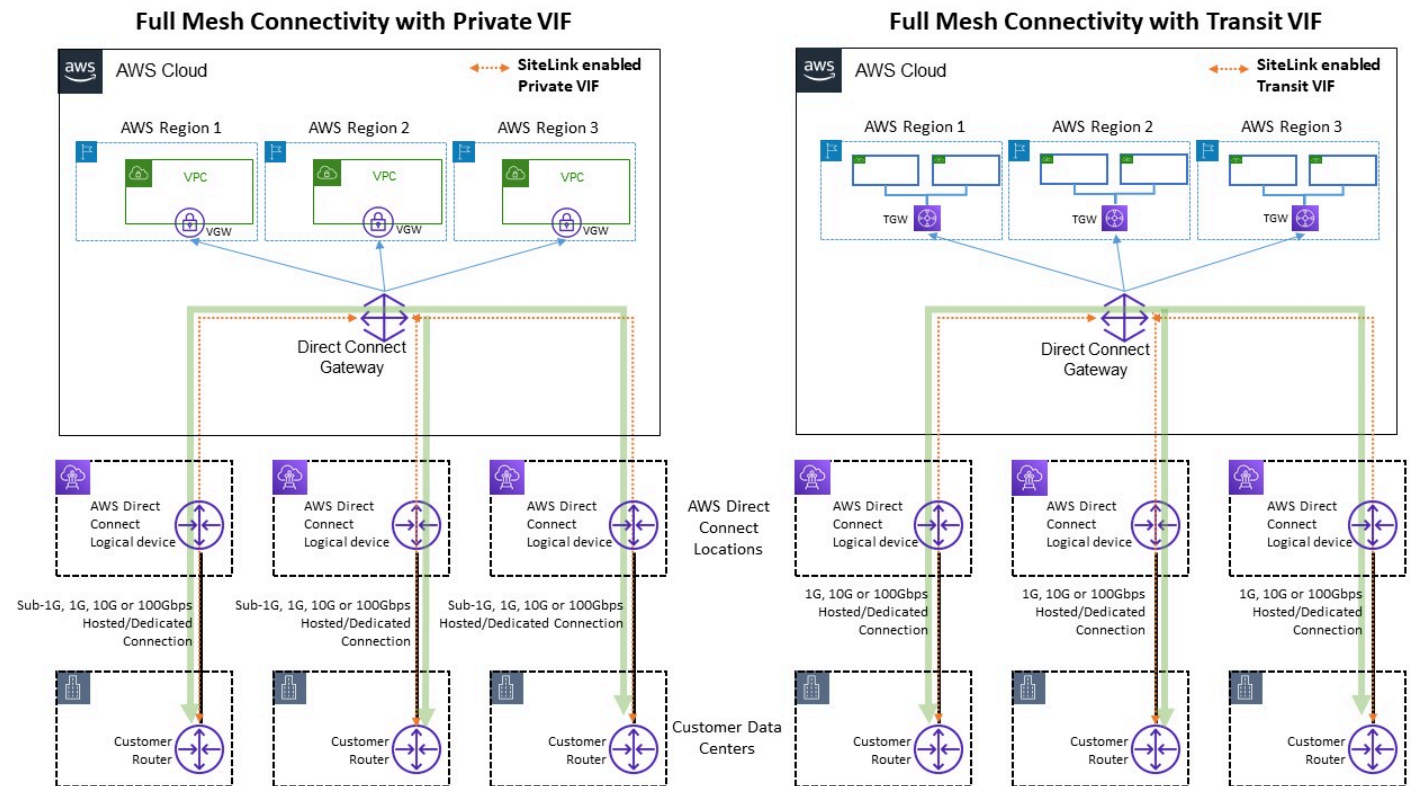 Full Mesh Connectivity with Private VIF
aws
AWS Cloud
SiteLink enabled
Private VIF
AWS Region 1
AWS Region 2
AWS Region 3
VPC
VPC
VPC
VGW
VGW
VGW
Direct Connect
Gateway
AWS Direct
Connect
Logical device
AWS Direct
Connect
Logical device
AWS Direct
Connect
Logical device
Sub-1G, 1G, 10G or 100Gbps
Hosted/Dedicated
Connection
Sub-1G, 1G, 10G or 100Gbps
Hosted/Dedicated
Connection
Sub-1G, 1G, 10G or 100Gbps
Hosted/Dedicated Connection
Customer
Router
Customer
Router
Customer
Router
AWS Direct
Connect
Locations
Customer Data
Centers
Full Mesh Connectivity with Transit VIF
aws
AWS Cloud
SiteLink enabled
Transit VIF
AWS Region 1
AWS Region 2
AWS Region 3
TGW
TGW
TGW
Direct Connect
Gateway
AWS Direct
Connect
Logical device
AWS Direct
Connect
Logical device
AWS Direct
Connect
Logical device
1G, 10G or 100Gbps
Hosted/Dedicated
Connection
1G, 10G or 100Gbps
Hosted/Dedicated
Connection
1G, 10G or 100Gbps
Hosted/Dedicated
Connection
Customer
Router
Customer
Router
Customer
Router